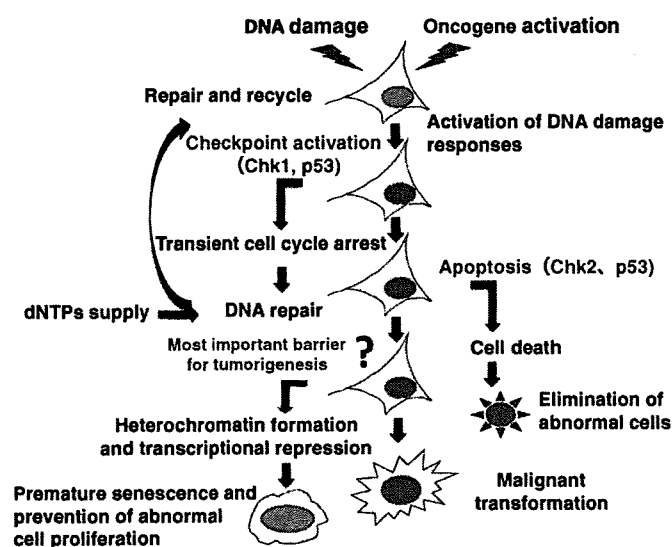 DNA damage
Oncogene activation
Repair and recycle
Activation of DNA damage
responses
Checkpoint activation
(Chk1, p53)
Transient cell cycle arrest
Apoptosis (Chk2、p53)
dNTPs supply
DNA repair
Most important barrier
for tumorigenesis
?
Cell death
Elimination of
abnormal cells
Heterochromatin formation
and transcriptional repression
Malignant
transformation
Premature senescence and
prevention of abnormal
cell proliferation